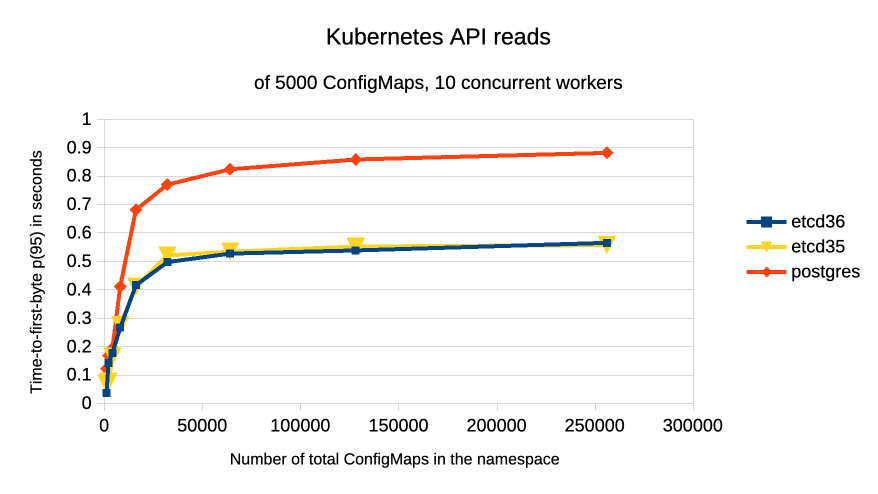 Kubernetes API reads
of 5000 ConfigMaps, 10 concurrent workers
Time-to-first-byte p(95) in seconds
1
0.9
0.8
0.7
0.6
0.5
0.4
0.3
0.2
0.1
0
0 50000 100000 150000 200000 250000 300000
Number of total ConfigMaps in the namespace
etcd36
etcd35
postgres